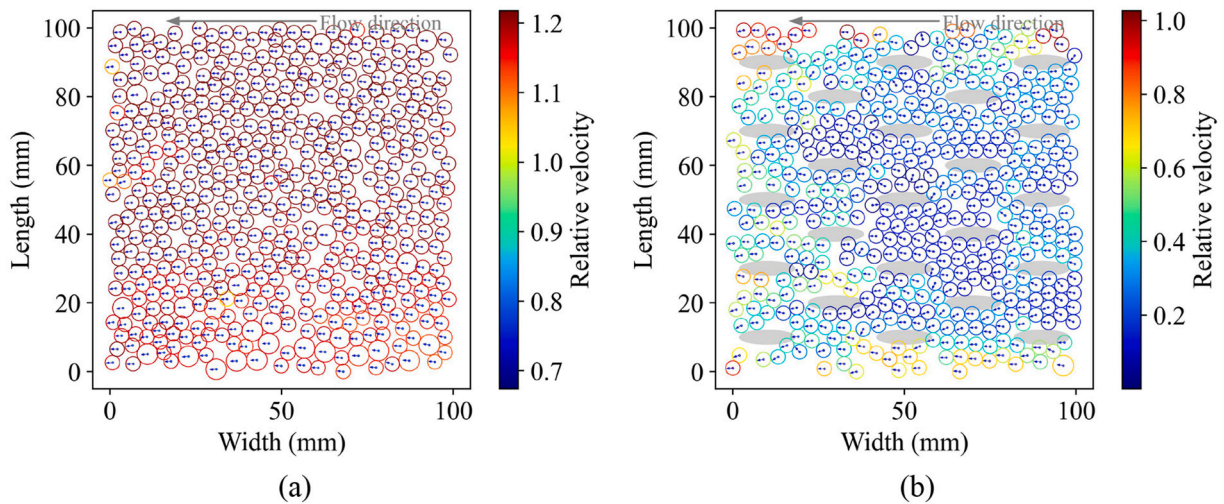 Flow direction
100
80
60
40
20
0
Length (mm)
0 50 100
Width (mm)
1.2
1.1
1.0
0.9
0.8
0.7
Relative velocity
(a)
Flow direction
100
80
60
40
20
0
Length (mm)
0 50 100
Width (mm)
1.0
0.8
0.6
0.4
0.2
Relative velocity
(b)